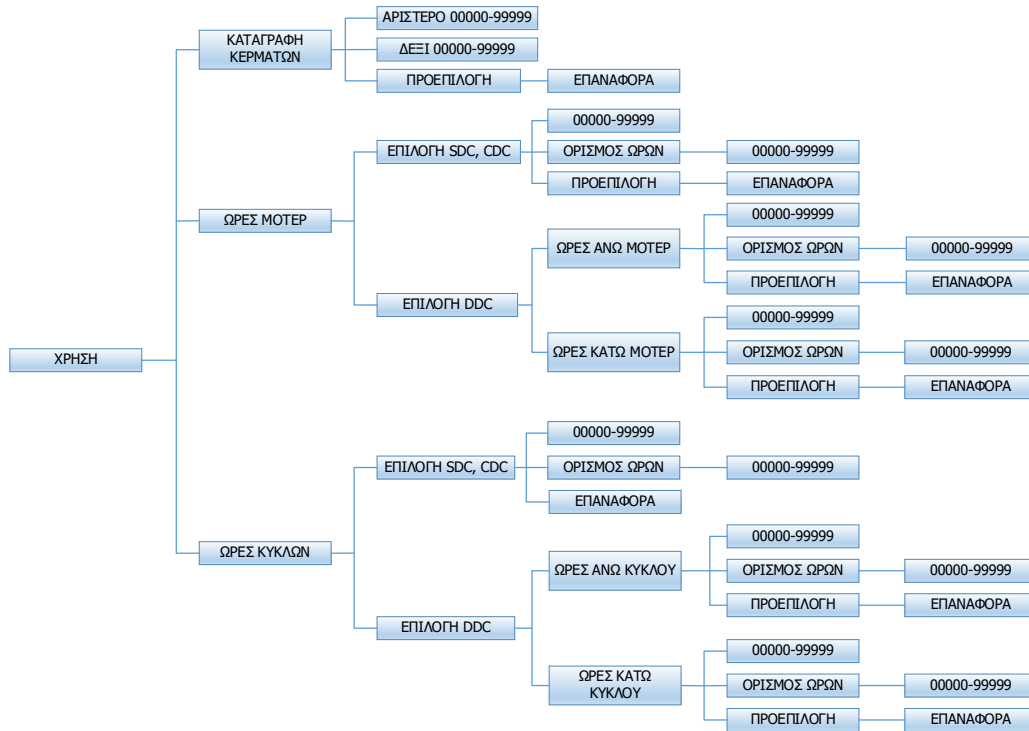 ΧΡΗΣΗ
ΚΑΤΑΓΡΑΦΗ
ΚΕΡΜΑΤΩΝ
ΑΡΙΣΤΕΡΟ 00000-99999
ΔΕΞΙ 00000-99999
ΠΡΟΕΠΙΛΟΓΗ
ΕΠΑΝΑΦΟΡΑ
ΩΡΕΣ ΜΟΤΕΡ
ΕΠΙΛΟΓΗ SDC, CDC
00000-99999
ΟΡΙΣΜΟΣ ΩΡΩΝ
00000-99999
ΠΡΟΕΠΙΛΟΓΗ
ΕΠΑΝΑΦΟΡΑ
ΕΠΙΛΟΓΗ DDC
ΩΡΕΣ ΑΝΩ ΜΟΤΕΡ
00000-99999
ΟΡΙΣΜΟΣ ΩΡΩΝ
00000-99999
ΠΡΟΕΠΙΛΟΓΗ
ΕΠΑΝΑΦΟΡΑ
ΩΡΕΣ ΚΑΤΩ ΜΟΤΕΡ
00000-99999
ΟΡΙΣΜΟΣ ΩΡΩΝ
00000-99999
ΠΡΟΕΠΙΛΟΓΗ
ΕΠΑΝΑΦΟΡΑ
ΩΡΕΣ ΚΥΚΛΩΝ
ΕΠΙΛΟΓΗ SDC, CDC
00000-99999
ΟΡΙΣΜΟΣ ΩΡΩΝ
00000-99999
ΕΠΑΝΑΦΟΡΑ
ΕΠΙΛΟΓΗ DDC
ΩΡΕΣ ΑΝΩ ΚΥΚΛΟΥ
00000-99999
ΟΡΙΣΜΟΣ ΩΡΩΝ
00000-99999
ΠΡΟΕΠΙΛΟΓΗ
ΕΠΑΝΑΦΟΡΑ
ΩΡΕΣ ΚΑΤΩ
ΚΥΚΛΟΥ
00000-99999
ΟΡΙΣΜΟΣ ΩΡΩΝ
00000-99999
ΠΡΟΕΠΙΛΟΓΗ
ΕΠΑΝΑΦΟΡΑ